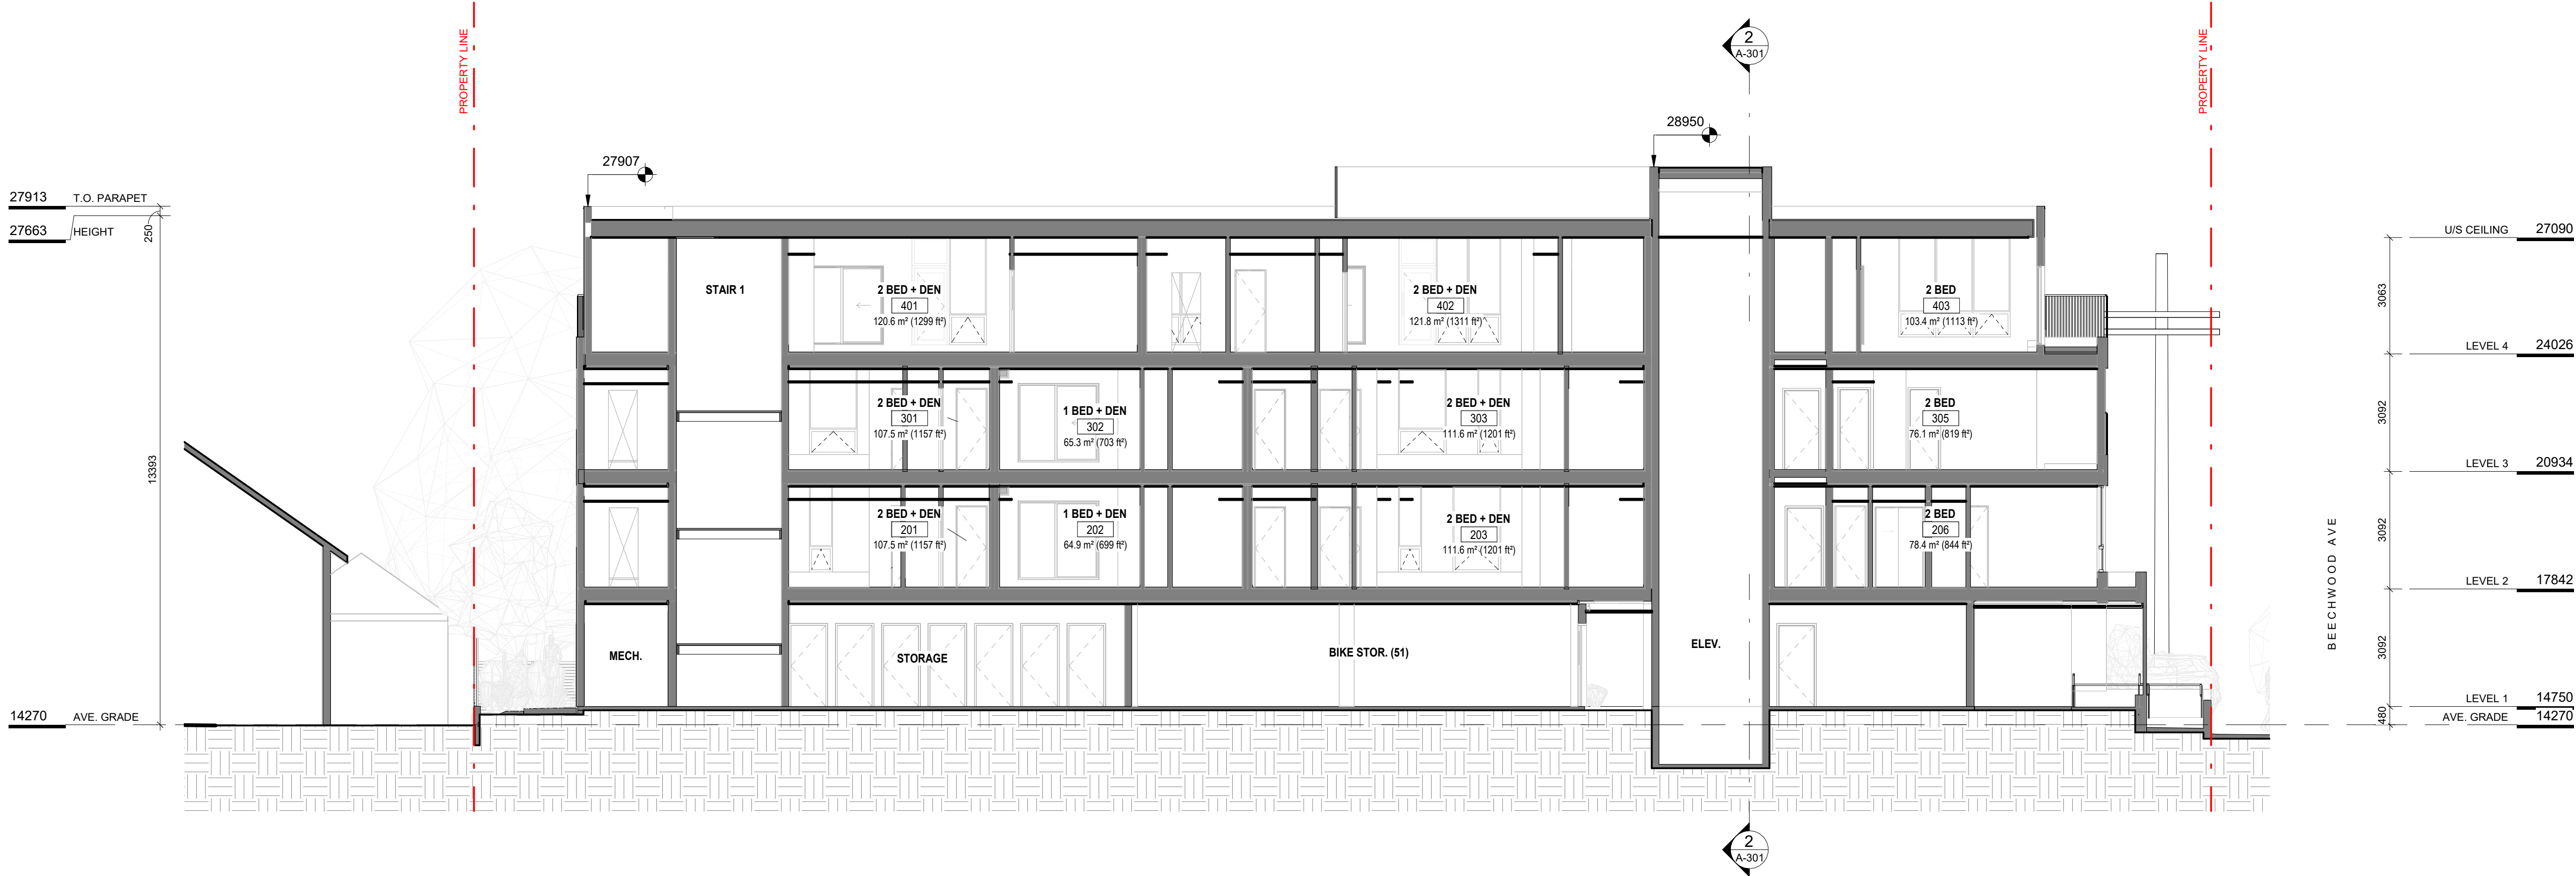 PROPERTY LINE
PROPERTY LINE
2
A-301
28950
27907
27913 T.O. PARAPET
250
27663 HEIGHT
13393
14270 AVE. GRADE
U/S CEILING 27090
3063
LEVEL 4 24026
3092
LEVEL 3 20934
3092
LEVEL 2 17842
3092
LEVEL 1 14750
480
AVE. GRADE 14270
BEECHWOOD AVE
STAIR 1
2 BED + DEN
401
120.6 m² (1299 ft²)
2 BED + DEN
402
121.8 m² (1311 ft²)
2 BED
403
103.4 m² (1113 ft²)
2 BED + DEN
301
107.5 m² (1157 ft²)
1 BED + DEN
302
65.3 m² (703 ft²)
2 BED + DEN
303
111.6 m² (1201 ft²)
2 BED
305
76.1 m² (819 ft²)
2 BED + DEN
201
107.5 m² (1157 ft²)
1 BED + DEN
202
64.9 m² (699 ft²)
2 BED + DEN
203
111.6 m² (1201 ft²)
2 BED
206
78.4 m² (844 ft²)
MECH.
STORAGE
BIKE STOR. (51)
ELEV.
2
A-301